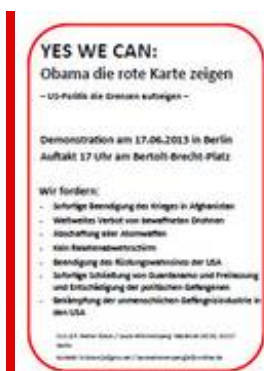 YES WE CAN:
Obama die rote Karte zeigen
– US-Politik die Grenzen aufzeigen –
Demonstration am 17.06.2013 in Berlin
Auftakt 17 Uhr am Bertolt-Brecht-Platz
Wir fordern:
- Sofortige Beendigung des Krieges in Afghanistan
- Weltweites Verbot von bewaffneten Drohnen
- Abschaffung aller Atomwaffen
- Kein Raketenabwehrschirm
- Beendigung des Rüstungswahnsinns der USA
- Sofortige Schließung von Guantanamo und Freilassung
und Entschädigung der politischen Gefangenen
- Bekämpfung der unmenschlichen Gefängnisindustrie in
den USA
Berlin